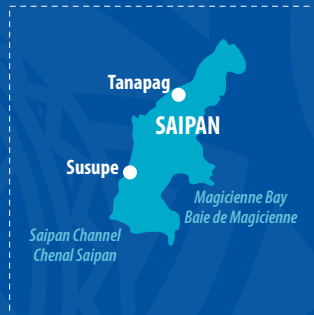 Tanapag
SAIPAN
Susupe
Magicienne Bay
Baie de Magicienne
Saipan Channel
Chenal Saipan